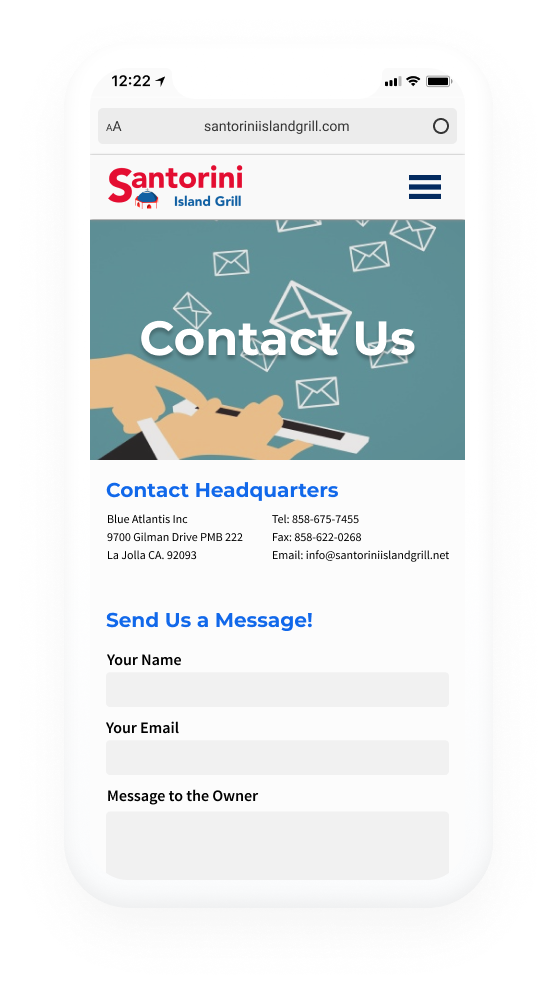 12:22
AA santoriniislandgrill.com
Santorini
Island Grill
Contact Us
Contact Headquarters
Blue Atlantis Inc
9700 Gilman Drive PMB 222
La Jolla CA. 92093
Tel: 858-675-7455
Fax: 858-622-0268
Email: info@santoriniislandgrill.net
Send Us a Message!
Your Name
Your Email
Message to the Owner